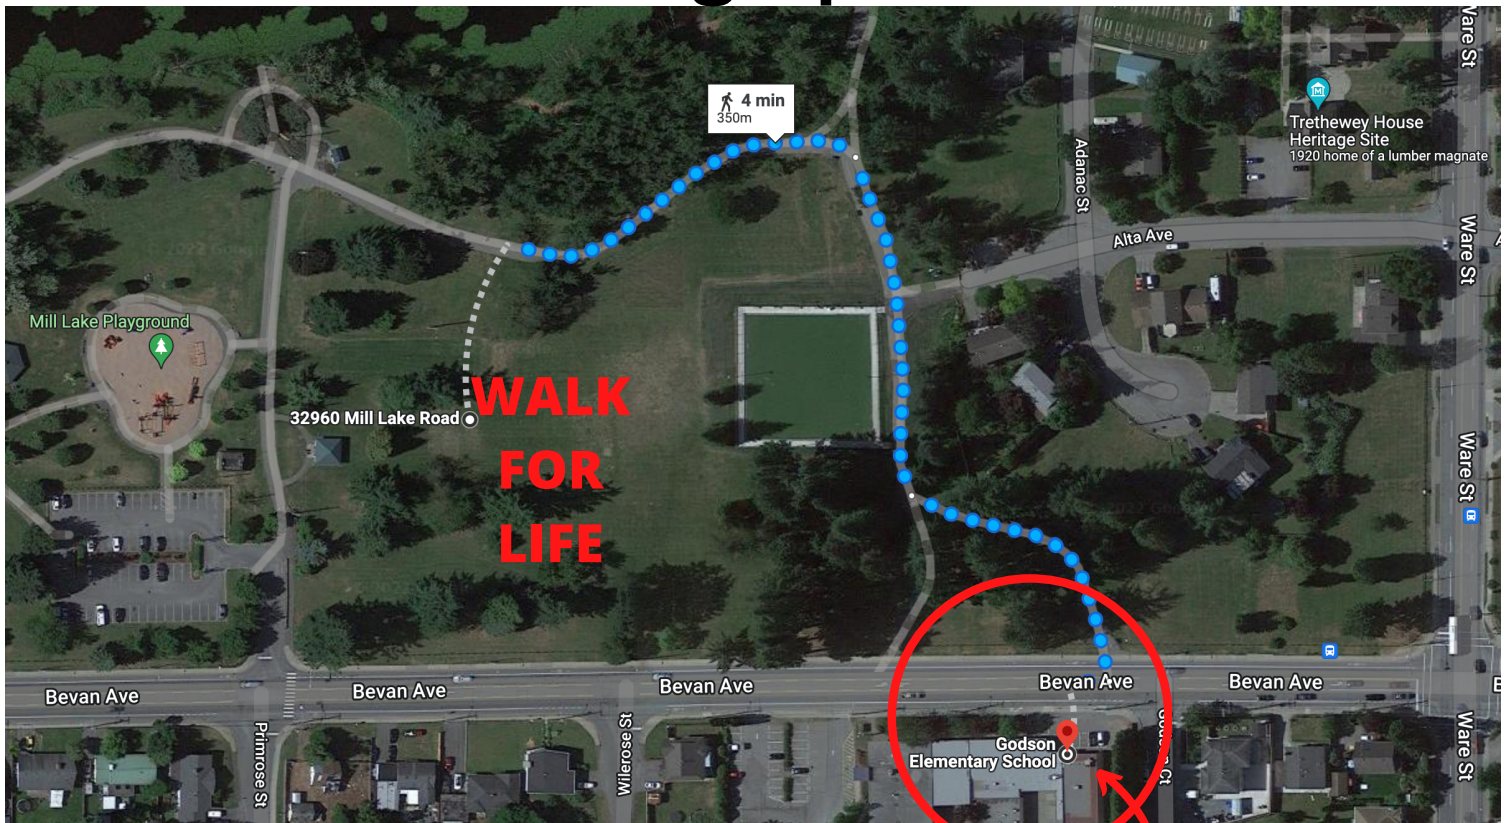 Ware St
4 min
350m
Trethewey House
Heritage Site
1920 home of a lumber magnate
Adanac St
Alta Ave
Ware St
Mill Lake Playground
32960 Mill Lake Road
WALK
FOR
LIFE
Ware St
Bevan Ave
Bevan Ave
Bevan Ave
Bevan Ave
Bevan Ave
Primrose St
Wilerose St
Godson
Elementary School
Ware St